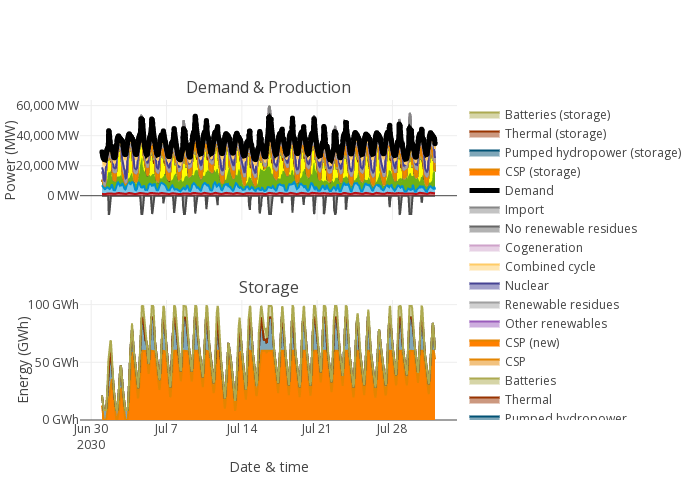 Demand & Production
60,000 MW
40,000 MW
20,000 MW
0 MW
Power (MW)
Storage
100 GWh
50 GWh
0 GWh
Energy (GWh)
Jun 30
2030
Jul 7
Jul 14
Jul 21
Jul 28
Date & time
Batteries (storage)
Thermal (storage)
Pumped hydropower (storage)
CSP (storage)
Demand
Import
No renewable residues
Cogeneration
Combined cycle
Nuclear
Renewable residues
Other renewables
CSP (new)
CSP
Batteries
Thermal
Pumped hydropower